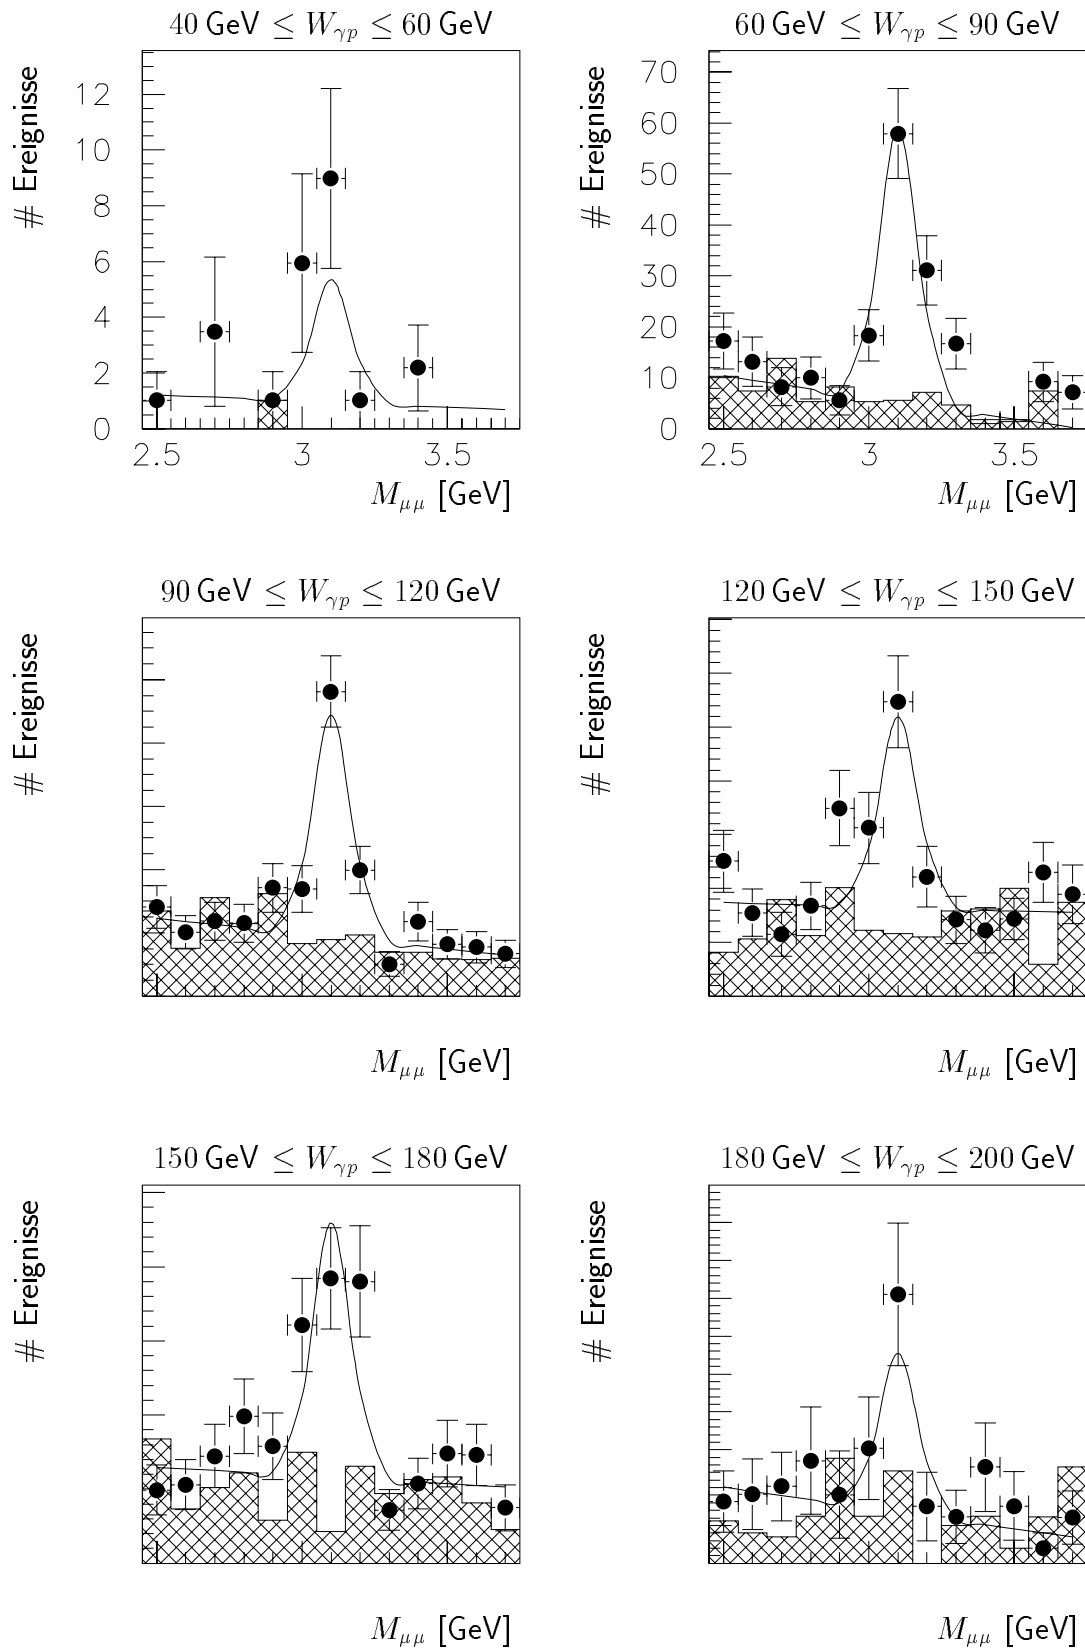 40 GeV ≤ W_γp ≤ 60 GeV
# Ereignisse
12
10
8
6
4
2
0
2.5 3 3.5
M_μμ [GeV]
60 GeV ≤ W_γp ≤ 90 GeV
# Ereignisse
70
60
50
40
30
20
10
0
2.5 3 3.5
M_μμ [GeV]
90 GeV ≤ W_γp ≤ 120 GeV
# Ereignisse
M_μμ [GeV]
120 GeV ≤ W_γp ≤ 150 GeV
# Ereignisse
M_μμ [GeV]
150 GeV ≤ W_γp ≤ 180 GeV
# Ereignisse
M_μμ [GeV]
180 GeV ≤ W_γp ≤ 200 GeV
# Ereignisse
M_μμ [GeV]